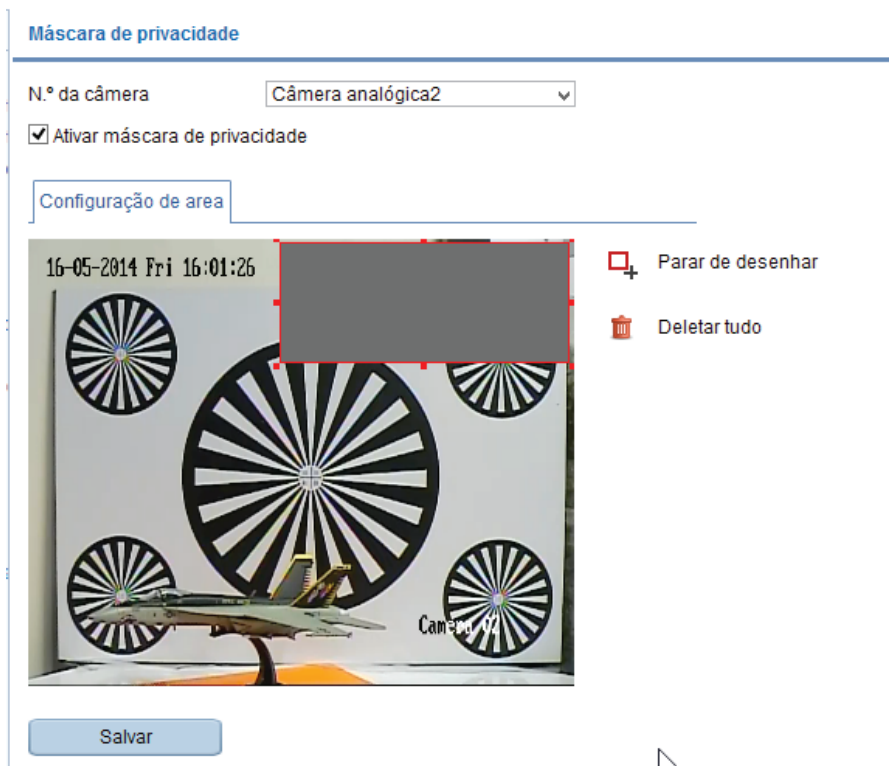 Máscara de privacidade
N.º da câmera
Câmera analógica2
Ativar máscara de privacidade
Configuração de area
16-05-2014 Fri 16:01:26
Parar de desenhar
Deletar tudo
Camera 02
Salvar